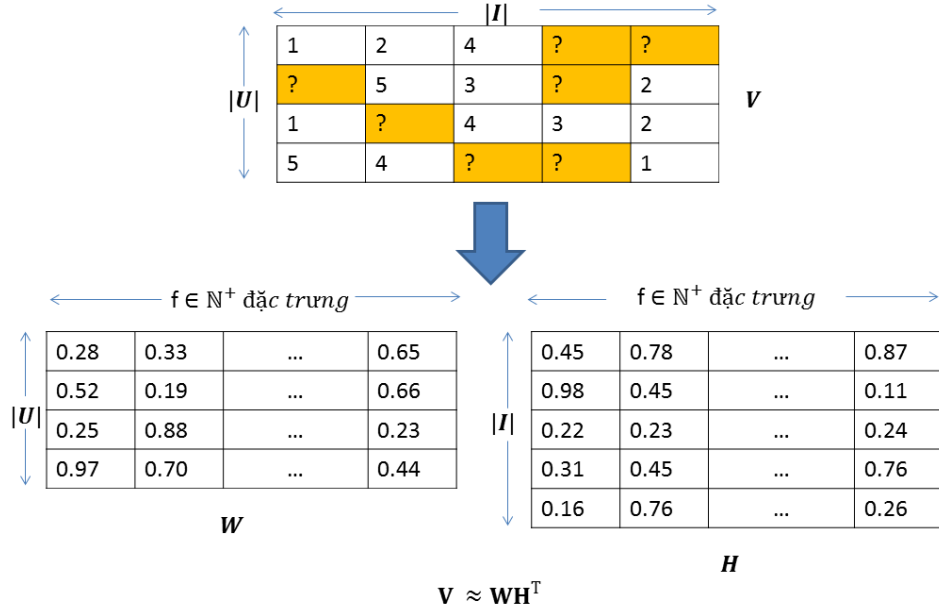 |I|
1 2 4 ? ?
? 5 3 ? 2
|U|
1 ? 4 3 2
5 4 ? ? 1
V
f ∈ ℕ⁺ đặc trưng
0.28 0.33 ... 0.65
0.52 0.19 ... 0.66
|U|
0.25 0.88 ... 0.23
0.97 0.70 ... 0.44
W
f ∈ ℕ⁺ đặc trưng
0.45 0.78 ... 0.87
0.98 0.45 ... 0.11
|I|
0.22 0.23 ... 0.24
0.31 0.45 ... 0.76
0.16 0.76 ... 0.26
H
V ≈ WHᵀ